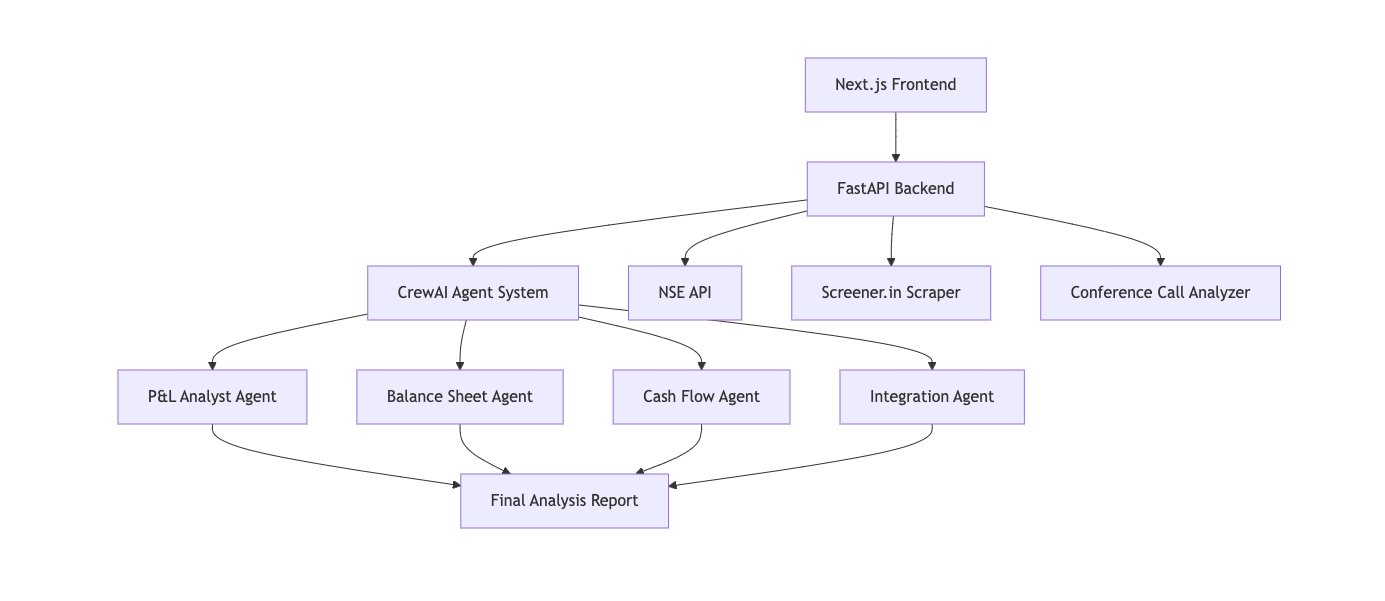 Next.js Frontend
FastAPI Backend
CrewAI Agent System
NSE API
Screener.in Scraper
Conference Call Analyzer
P&L Analyst Agent
Balance Sheet Agent
Cash Flow Agent
Integration Agent
Final Analysis Report